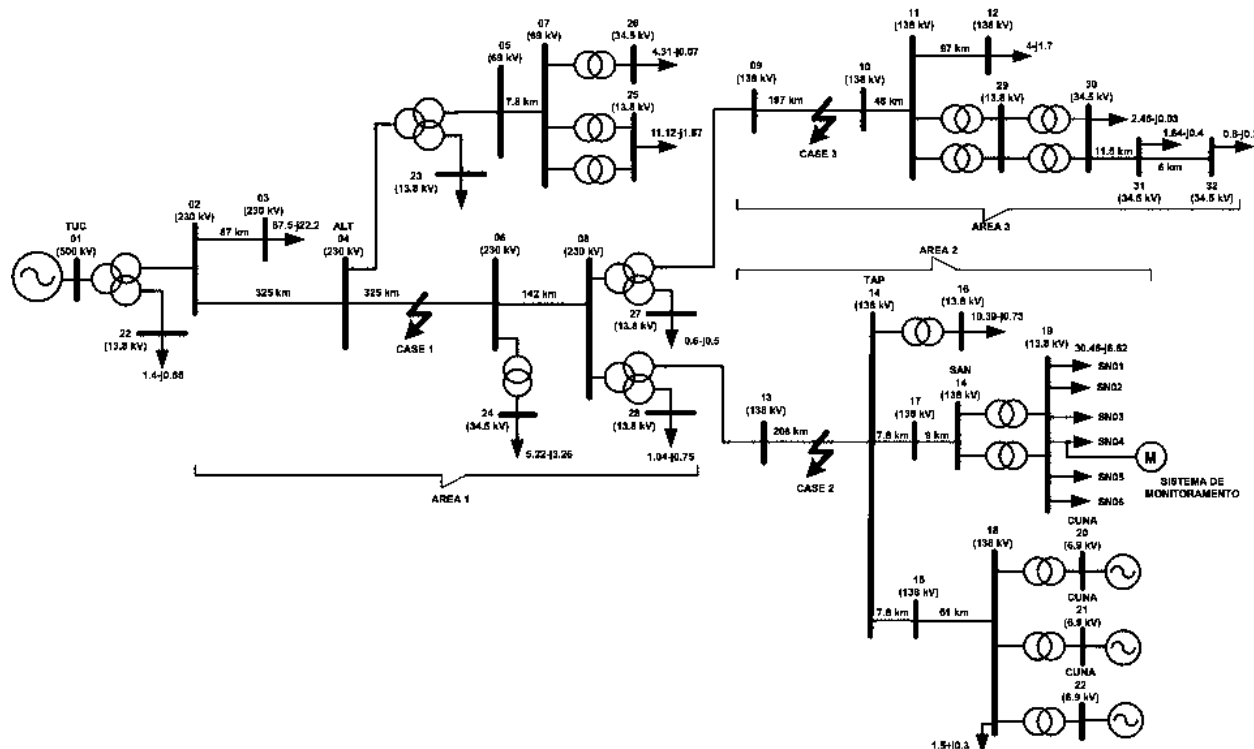 07
(69 kV)
26
(34.5 kV)
4.31-j0.67
05
(69 kV)
7.8 km
25
(13.8 kV)
11.12-j1.87
23
(13.8 kV)
11
(138 kV)
12
(138 kV)
97 km
4-j1.7
09
(138 kV)
197 km
CASE 3
10
(138 kV)
46 km
29
(13.8 kV)
30
(34.5 kV)
2.46-j0.03
1.64-j0.4
11.5 km
6 km
31
(34.5 kV)
32
(34.5 kV)
AREA 3
TUC
01
(500 kV)
02
(230 kV)
03
(230 kV)
87 km
67.5-j22.2
ALT
04
(230 kV)
325 km
325 km
CASE 1
22
(13.8 kV)
1.4-j0.68
06
(230 kV)
142 km
08
(230 kV)
27
(13.8 kV)
0.6-j0.5
24
(34.5 kV)
5.22-j3.26
28
(13.8 kV)
1.04-j0.75
AREA 1
AREA 2
TAP
14
(138 kV)
16
(13.8 kV)
10.39-j0.73
13
(138 kV)
206 km
CASE 2
7.8 km
17
(138 kV)
9 km
SAN
14
(138 kV)
19
(13.8 kV)
SN01
SN02
SN03
SN04
SN05
SN06
M
SISTEMA DE
MONITORAMENTO
7.8 km
15
(138 kV)
61 km
18
(138 kV)
CUNA
20
(6.9 kV)
CUNA
21
(6.9 kV)
CUNA
22
(6.9 kV)